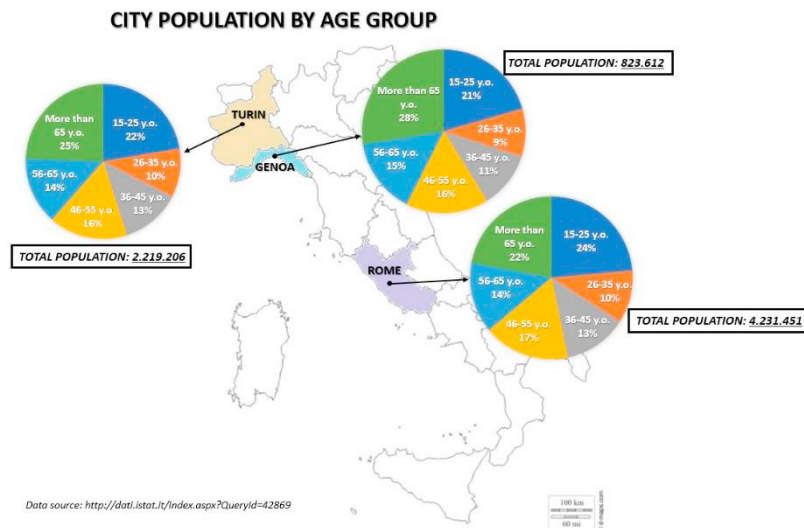 CITY POPULATION BY AGE GROUP
TOTAL POPULATION: 823.612
More than 65
y.o.
28%
15-25 y.o.
21%
26-35 y.o.
9%
36-45 y.o.
11%
46-55 y.o.
16%
56-65 y.o.
15%
TURIN
GENOA
More than
65 y.o.
25%
15-25 y.o.
22%
26-35 y.o.
10%
36-45 y.o.
13%
46-55 y.o.
16%
56-65 y.o.
14%
TOTAL POPULATION: 2.219.206
ROME
More than
65 y.o.
22%
15-25 y.o.
24%
26-35 y.o.
10%
36-45 y.o.
13%
46-55 y.o.
17%
56-65 y.o.
14%
TOTAL POPULATION: 4.231.451
Data source: http://dati.istat.it/Index.aspx?QueryId=42869
100 km
60 mi
d-maps.com